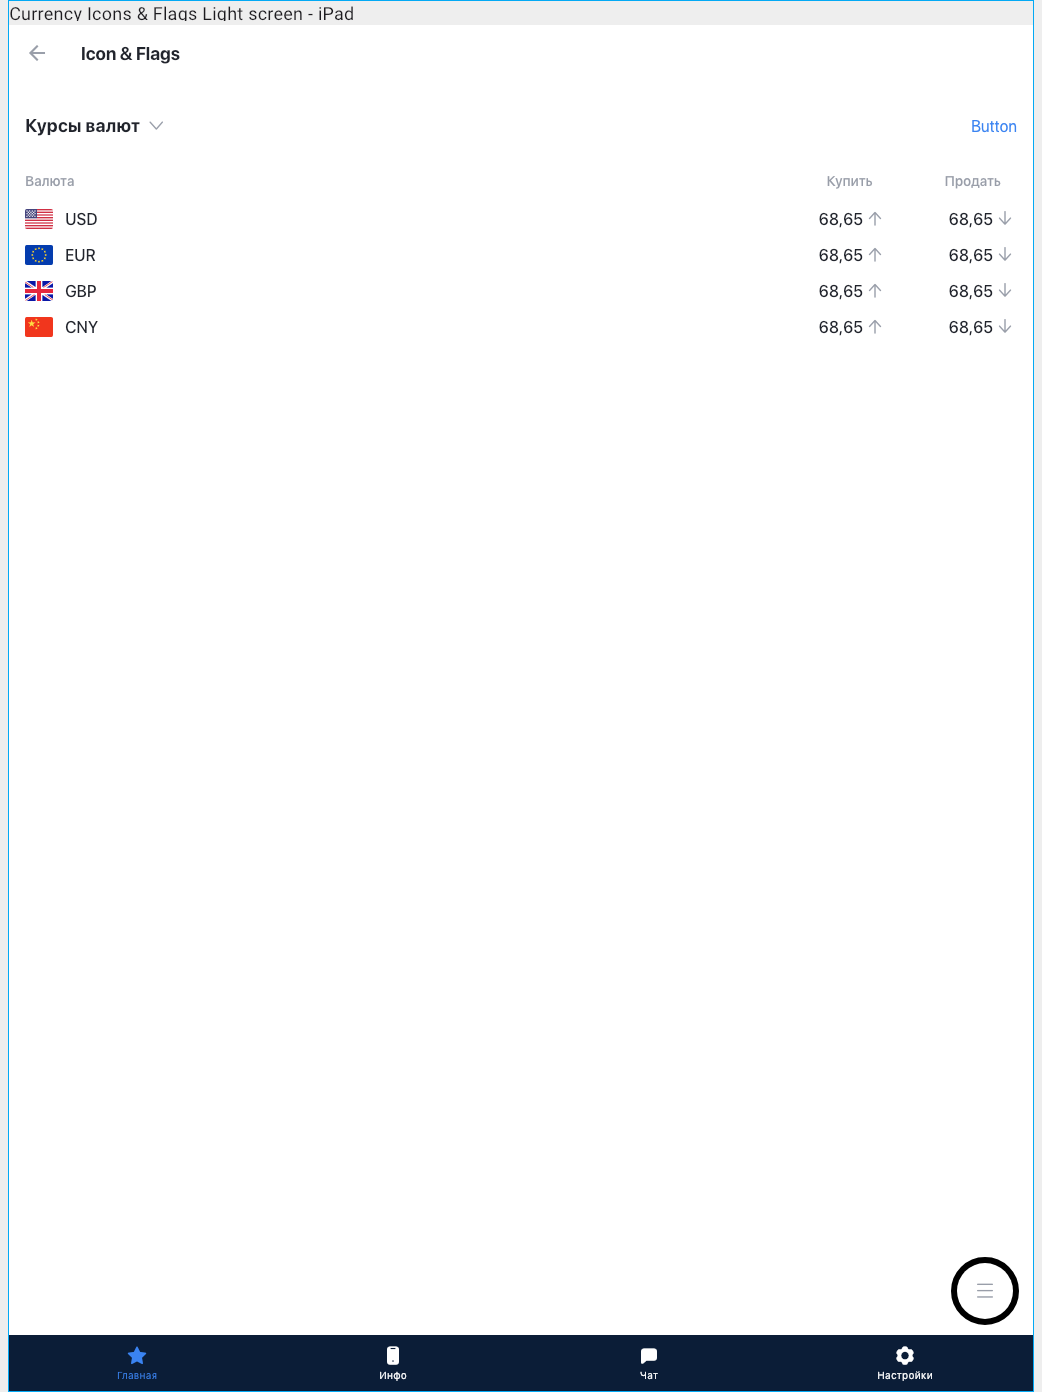 Currency Icons & Flags Light screen - iPad
Icon & Flags
Курсы валют
Button
Валюта Купить Продать
USD 68,65 68,65
EUR 68,65 68,65
GBP 68,65 68,65
CNY 68,65 68,65
Главная Инфо Чат Настройки